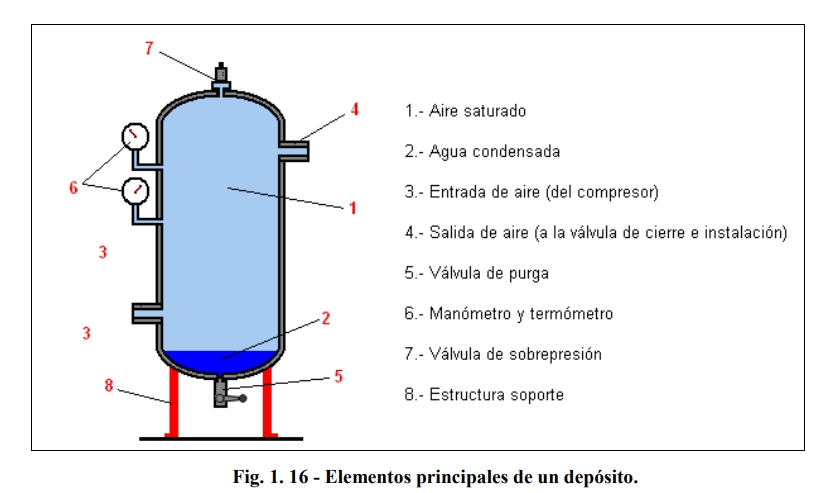 7
4
1.- Aire saturado
2.- Agua condensada
6
3.- Entrada de aire (del compresor)
1
4.- Salida de aire (a la válvula de cierre e instalación)
3
5.- Válvula de purga
6.- Manómetro y termómetro
2
3
7.- Válvula de sobrepresión
5
8
8.- Estructura soporte
Fig. 1. 16 - Elementos principales de un depósito.